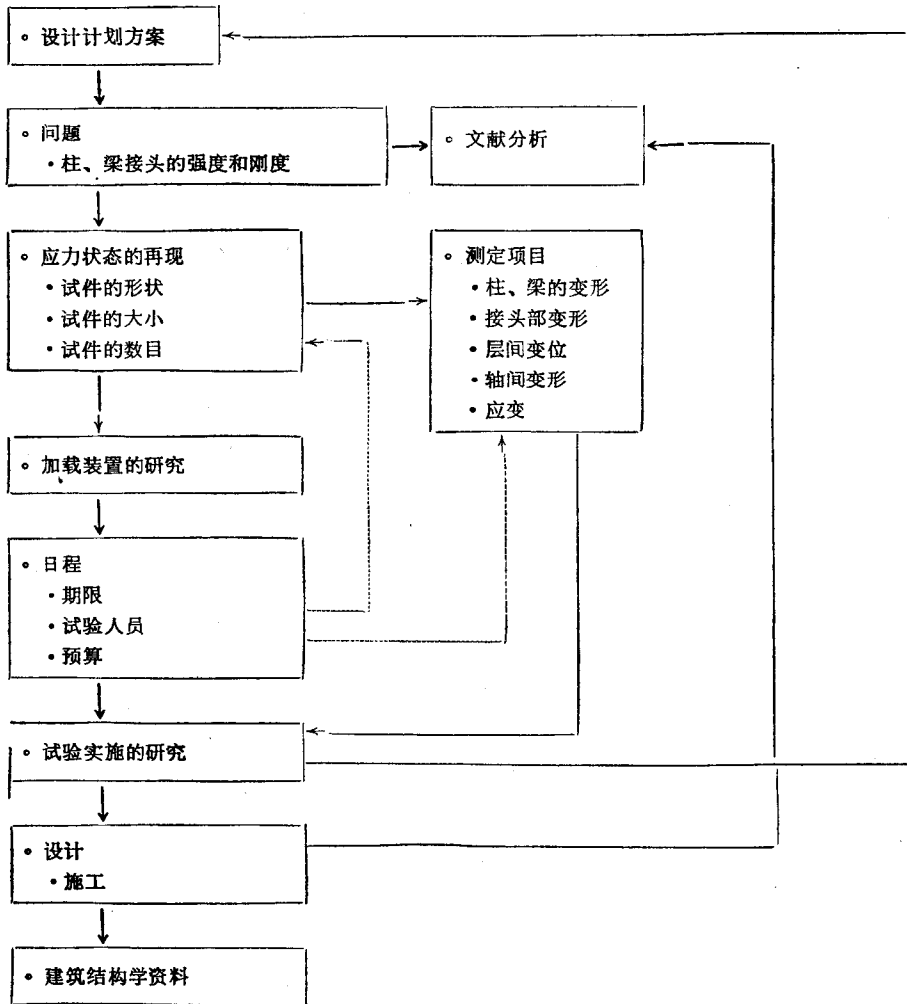 ◦ 设计计划方案
◦ 问题
• 柱、梁接头的强度和刚度
◦ 文献分析
◦ 应力状态的再现
• 试件的形状
• 试件的大小
• 试件的数目
◦ 测定项目
• 柱、梁的变形
• 接头部变形
• 层间变位
• 轴间变形
• 应变
◦ 加载装置的研究
◦ 日程
• 期限
• 试验人员
• 预算
◦ 试验实施的研究
◦ 设计
• 施工
◦ 建筑结构学资料